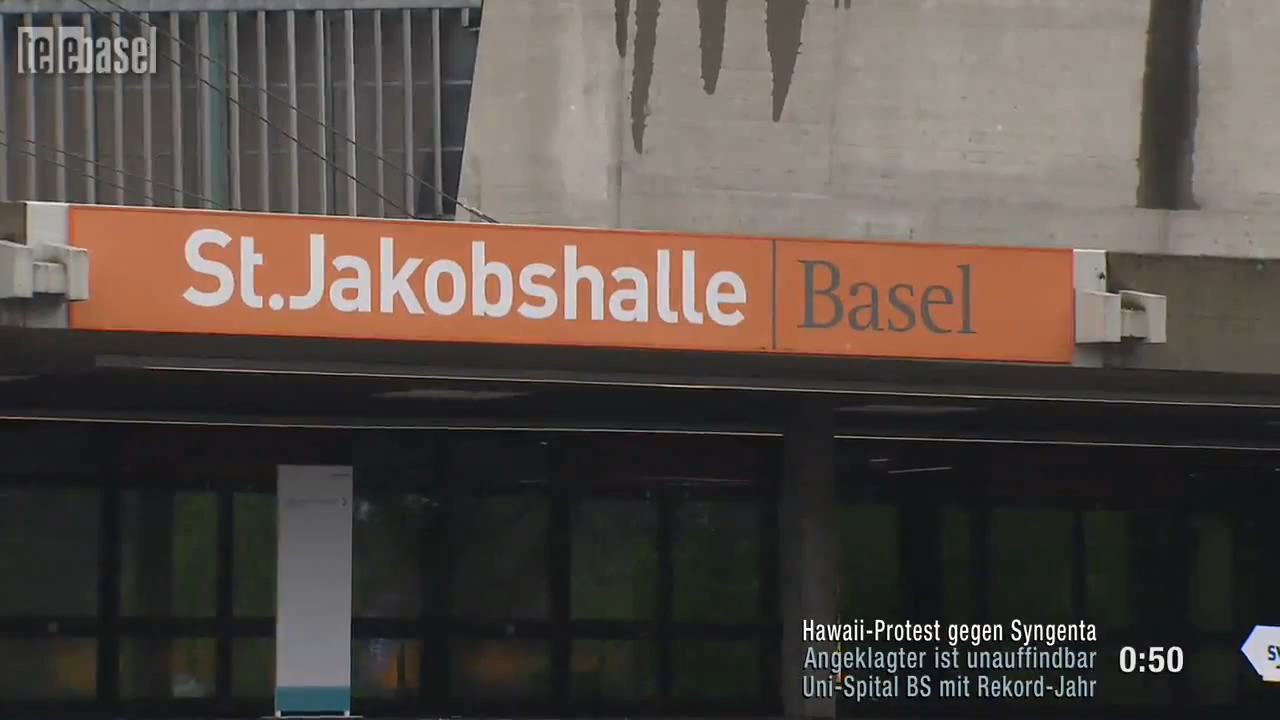 telebasel
St.Jakobshalle Basel
Hawaii-Protest gegen Syngenta
Angeklagter ist unauffindbar
Uni-Spital BS mit Rekord-Jahr
0:50